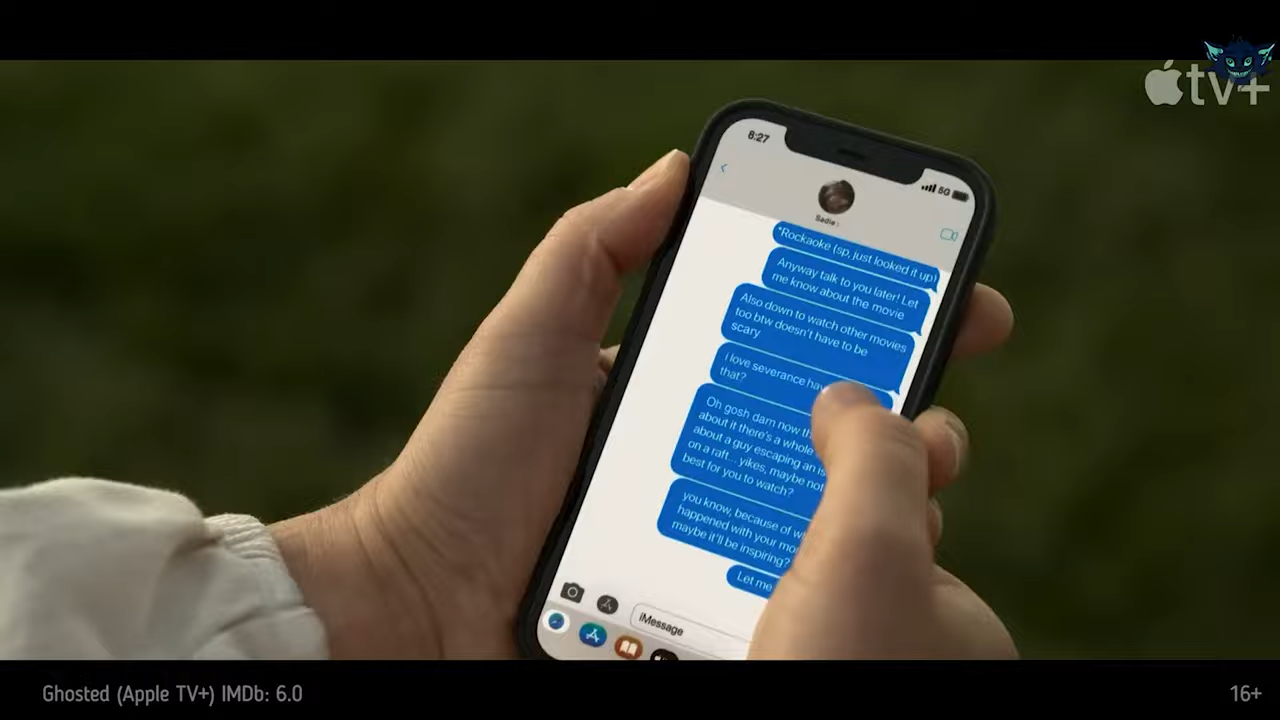 tv+
8:27
5G
Sadie
*Rockaoke (sp, just looked it up)
Anyway talk to you later! Let
me know about the movie
Also down to watch other movies
too btw doesn't have to be
scary
I love severance
that?
Oh gosh dam now
about it there's a whole
about a guy escaping an
on a raft... yikes, maybe not
best for you to watch?
you know, because of
happened with your
maybe it'll be inspiring?
Let me
iMessage
Ghosted (Apple TV+) IMDb: 6.0
16+